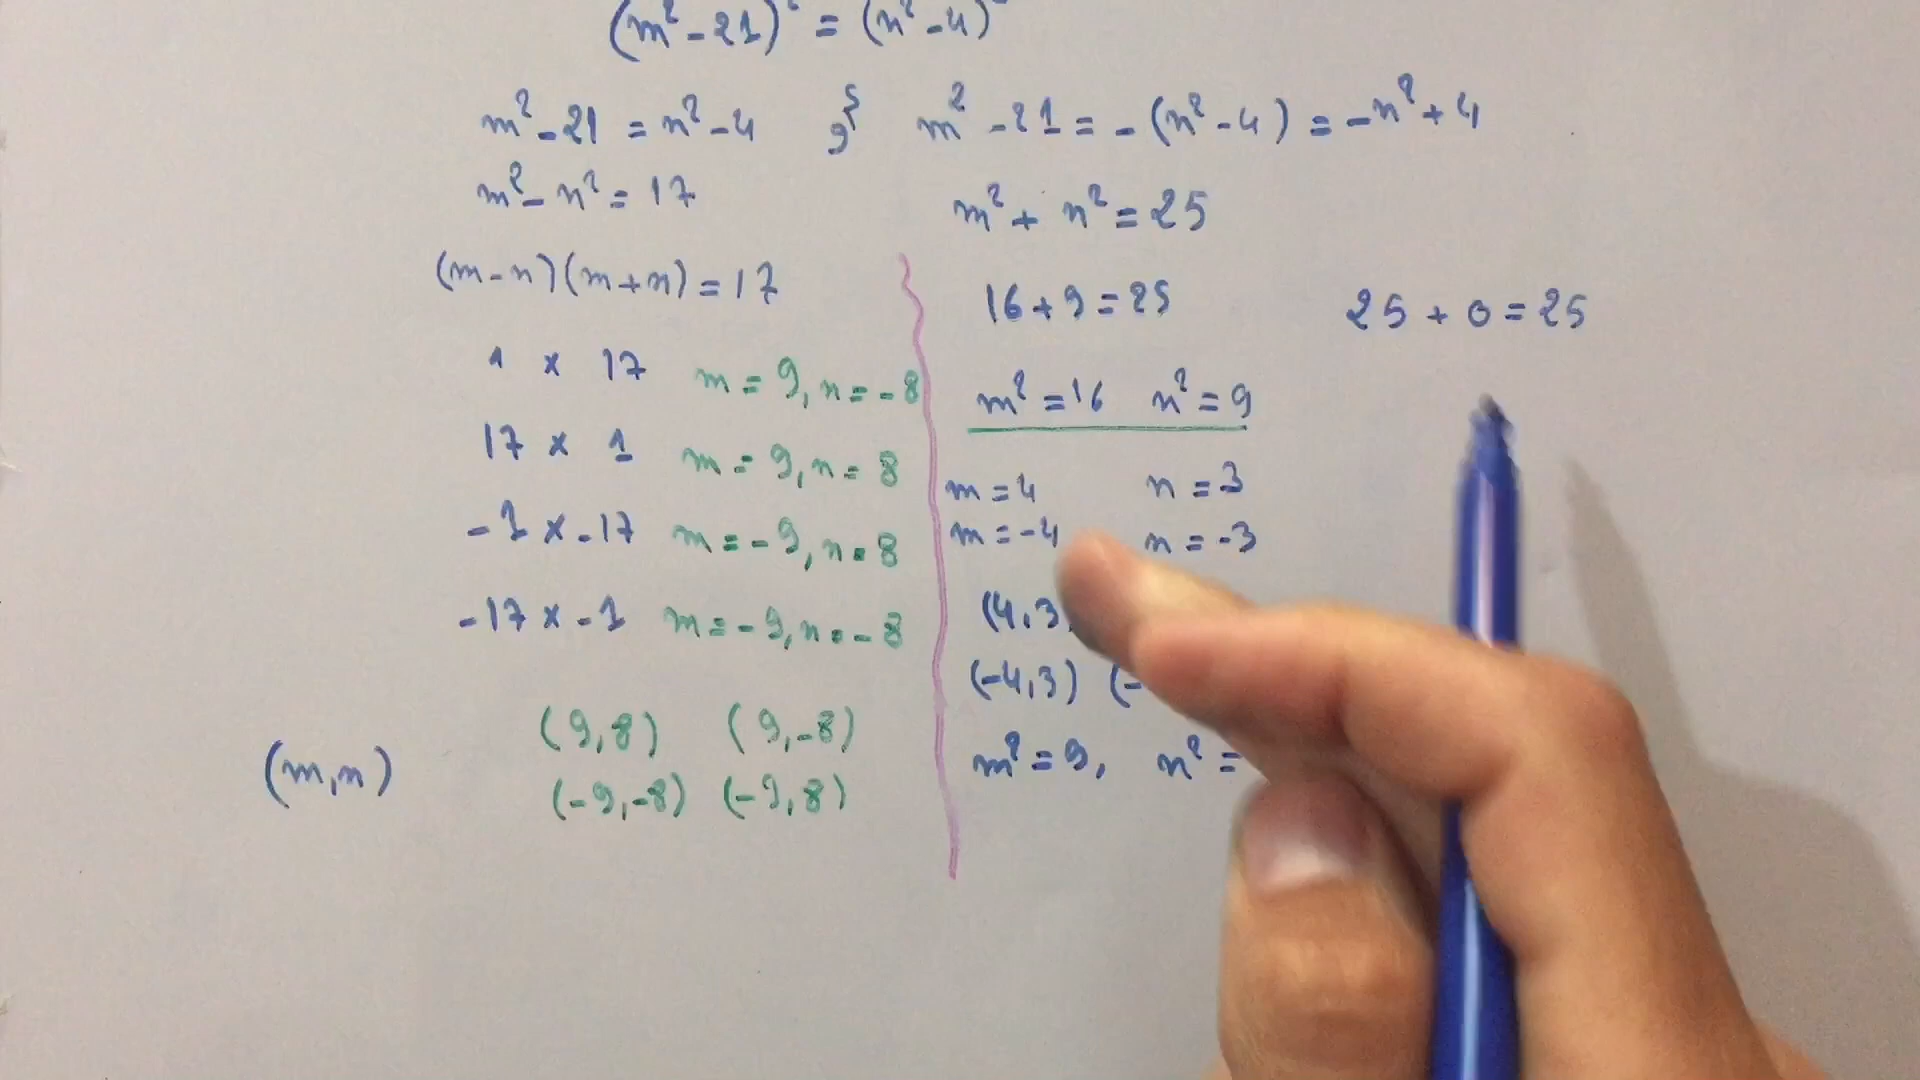 (m²-21)² = (n²-4)²
m²-21 = n²-4 ; m²-21 = -(n²-4) = -n²+4
m²-n² = 17
m²+n² = 25
(m-n)(m+n) = 17
16+9 = 25
25+0 = 25
1 x 17 m = 9, n = -8
17 x 1 m = 9, n = 8
-1 x -17 m = -9, n = 8
-17 x -1 m = -9, n = -8
(m,n)
(9,8) (9,-8)
(-9,-8) (-9,8)
m² = 16 n² = 9
m = 4 n = 3
m = -4 n = -3
(4,3
(-4,3) (-
m² = 9, n² =